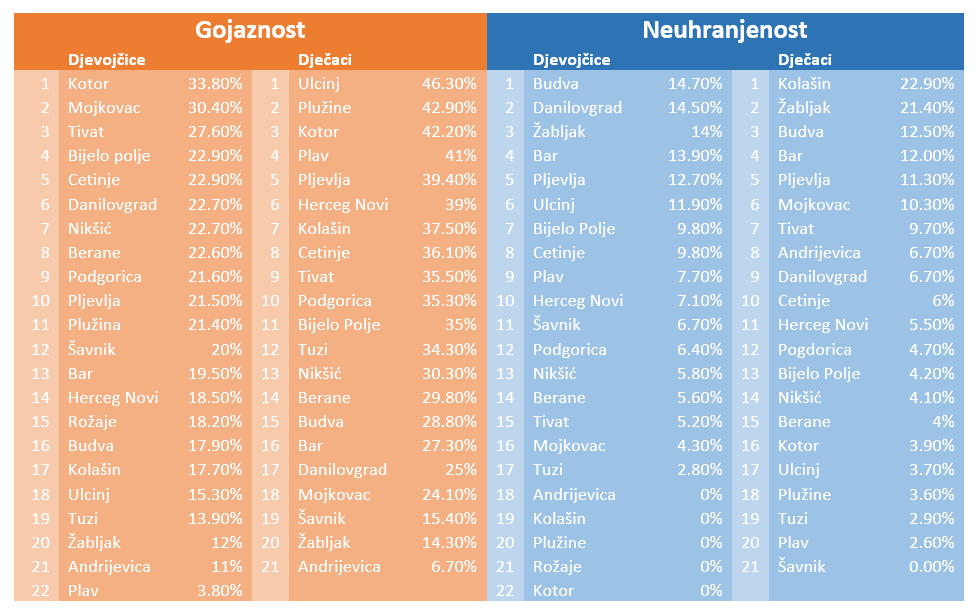 Gojaznost Neuhranjenost
Djevojčice Dječaci Djevojčice Dječaci
1 Kotor 33.80% 1 Ulcinj 46.30% 1 Budva 14.70% 1 Kolašin 22.90%
2 Mojkovac 30.40% 2 Plužine 42.90% 2 Danilovgrad 14.50% 2 Žabljak 21.40%
3 Tivat 27.60% 3 Kotor 42.20% 3 Žabljak 14% 3 Budva 12.50%
4 Bijelo polje 22.90% 4 Plav 41% 4 Bar 13.90% 4 Bar 12.00%
5 Cetinje 22.90% 5 Pljevlja 39.40% 5 Pljevlja 12.70% 5 Pljevlja 11.30%
6 Danilovgrad 22.70% 6 Herceg Novi 39% 6 Ulcinj 11.90% 6 Mojkovac 10.30%
7 Nikšić 22.70% 7 Kolašin 37.50% 7 Bijelo Polje 9.80% 7 Tivat 9.70%
8 Berane 22.60% 8 Cetinje 36.10% 8 Cetinje 9.80% 8 Andrijevica 6.70%
9 Podgorica 21.60% 9 Tivat 35.50% 9 Plav 7.70% 9 Danilovgrad 6.70%
10 Pljevlja 21.50% 10 Podgorica 35.30% 10 Herceg Novi 7.10% 10 Cetinje 6%
11 Plužina 21.40% 11 Bijelo Polje 35% 11 Šavnik 6.70% 11 Herceg Novi 5.50%
12 Šavnik 20% 12 Tuzi 34.30% 12 Podgorica 6.40% 12 Pogdorica 4.70%
13 Bar 19.50% 13 Nikšić 30.30% 13 Nikšić 5.80% 13 Bijelo Polje 4.20%
14 Herceg Novi 18.50% 14 Berane 29.80% 14 Berane 5.60% 14 Nikšić 4.10%
15 Rožaje 18.20% 15 Budva 28.80% 15 Tivat 5.20% 15 Berane 4%
16 Budva 17.90% 16 Bar 27.30% 16 Mojkovac 4.30% 16 Kotor 3.90%
17 Kolašin 17.70% 17 Danilovgrad 25% 17 Tuzi 2.80% 17 Ulcinj 3.70%
18 Ulcinj 15.30% 18 Mojkovac 24.10% 18 Andrijevica 0% 18 Plužine 3.60%
19 Tuzi 13.90% 19 Šavnik 15.40% 19 Kolašin 0% 19 Tuzi 2.90%
20 Žabljak 12% 20 Žabljak 14.30% 20 Plužine 0% 20 Plav 2.60%
21 Andrijevica 11% 21 Andrijevica 6.70% 21 Rožaje 0% 21 Šavnik 0.00%
22 Plav 3.80% 22 Kotor 0%